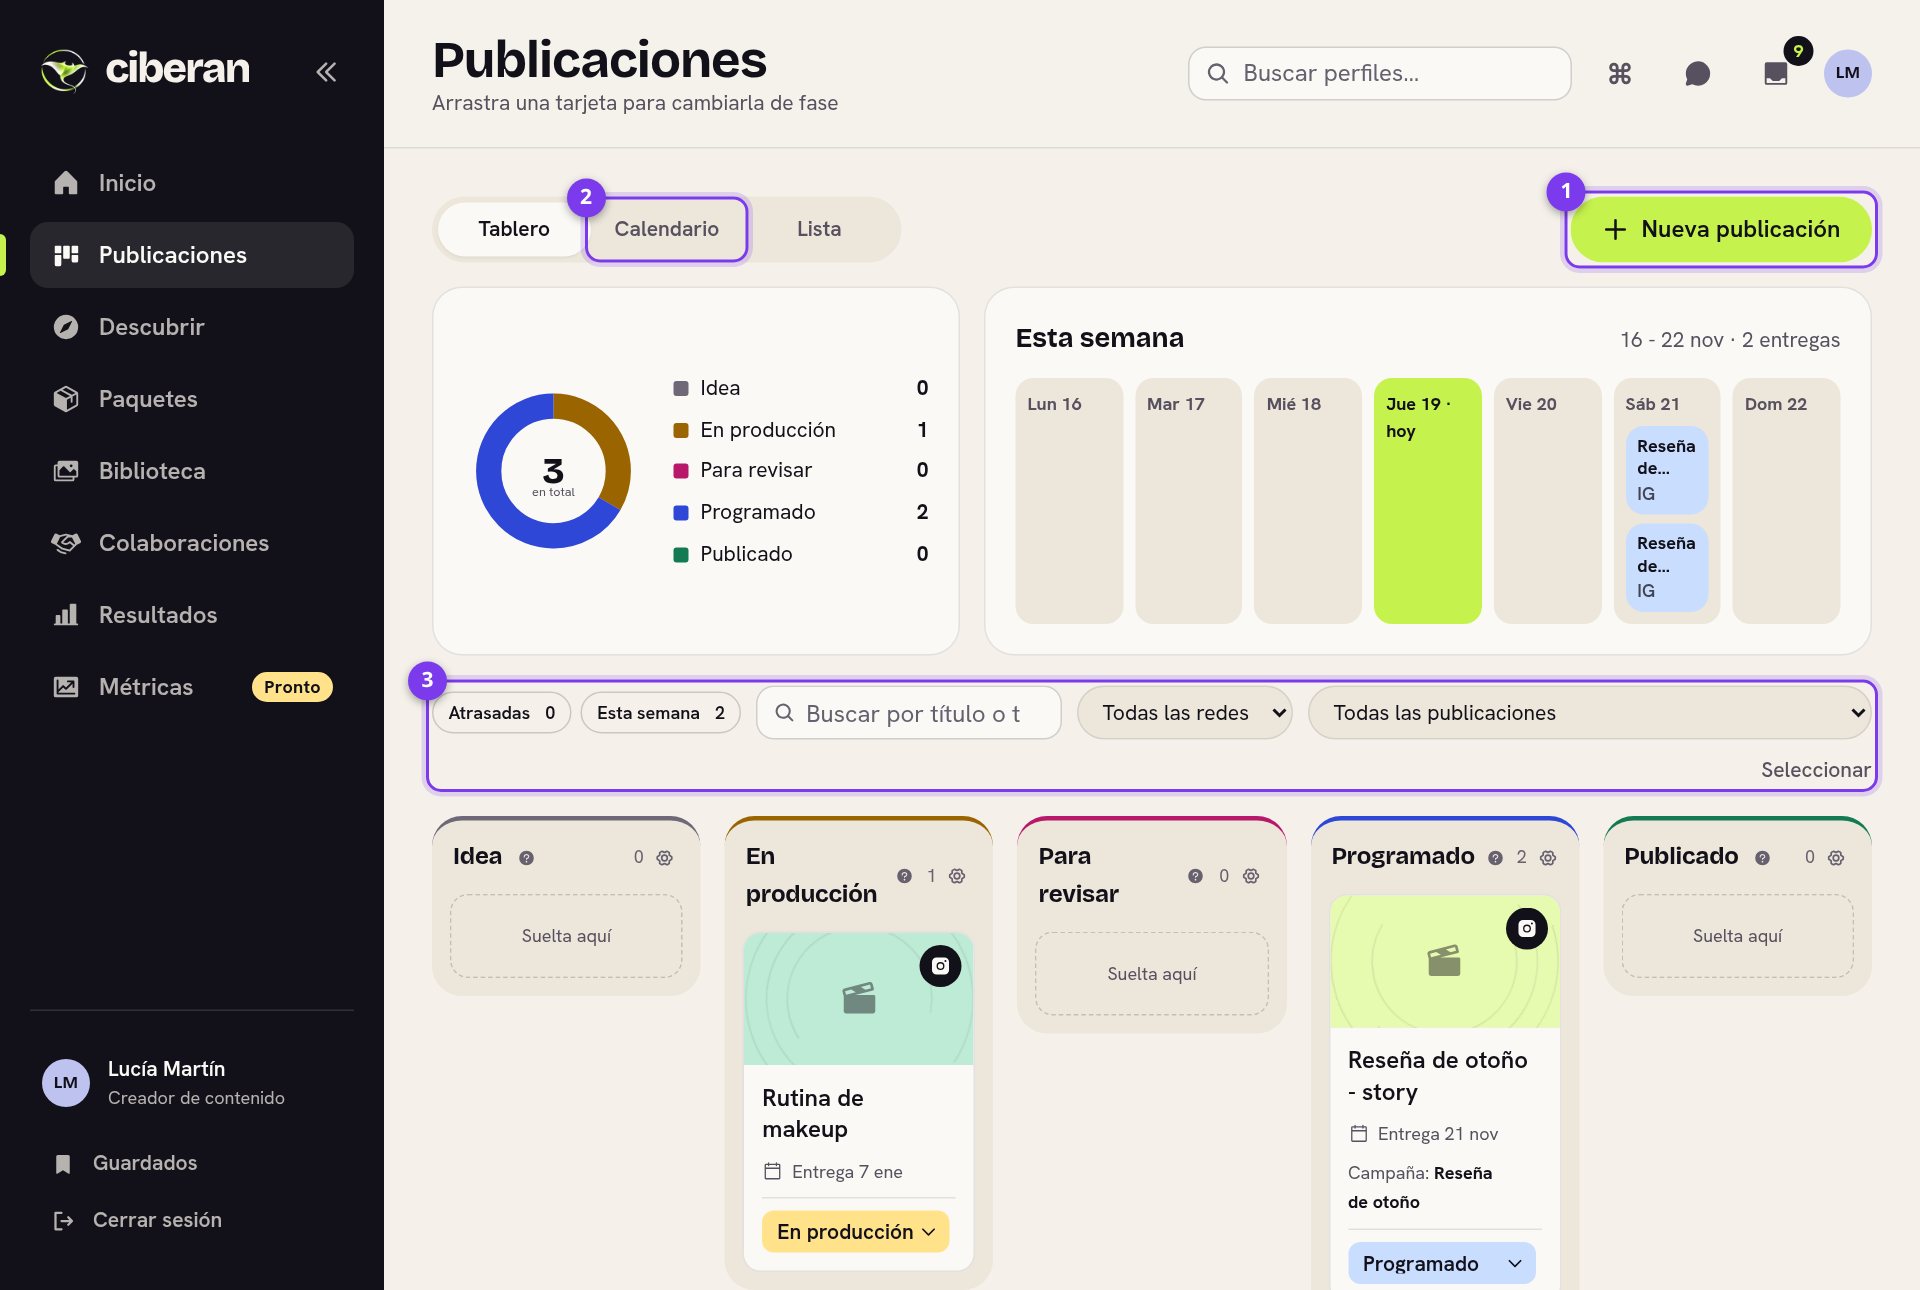 ciberan
Inicio
Publicaciones
Descubrir
Paquetes
Biblioteca
Colaboraciones
Resultados
Métricas Pronto
LM Lucía Martín
Creador de contenido
Guardados
Cerrar sesión
Publicaciones
Arrastra una tarjeta para cambiarla de fase
Buscar perfiles...
9
LM
Tablero
2
Calendario
Lista
1
Nueva publicación
3
en total
Idea 0
En producción 1
Para revisar 0
Programado 2
Publicado 0
Esta semana
16 - 22 nov · 2 entregas
Lun 16
Mar 17
Mié 18
Jue 19 ·
hoy
Vie 20
Sáb 21
Reseña
de...
IG
Reseña
de...
IG
Dom 22
3
Atrasadas 0
Esta semana 2
Buscar por título o t
Todas las redes
Todas las publicaciones
Seleccionar
Idea ? 0
Suelta aquí
En
producción ? 1
Rutina de
makeup
Entrega 7 ene
En producción
Para
revisar ? 0
Suelta aquí
Programado ? 2
Reseña de otoño
- story
Entrega 21 nov
Campaña: Reseña
de otoño
Programado
Publicado ? 0
Suelta aquí